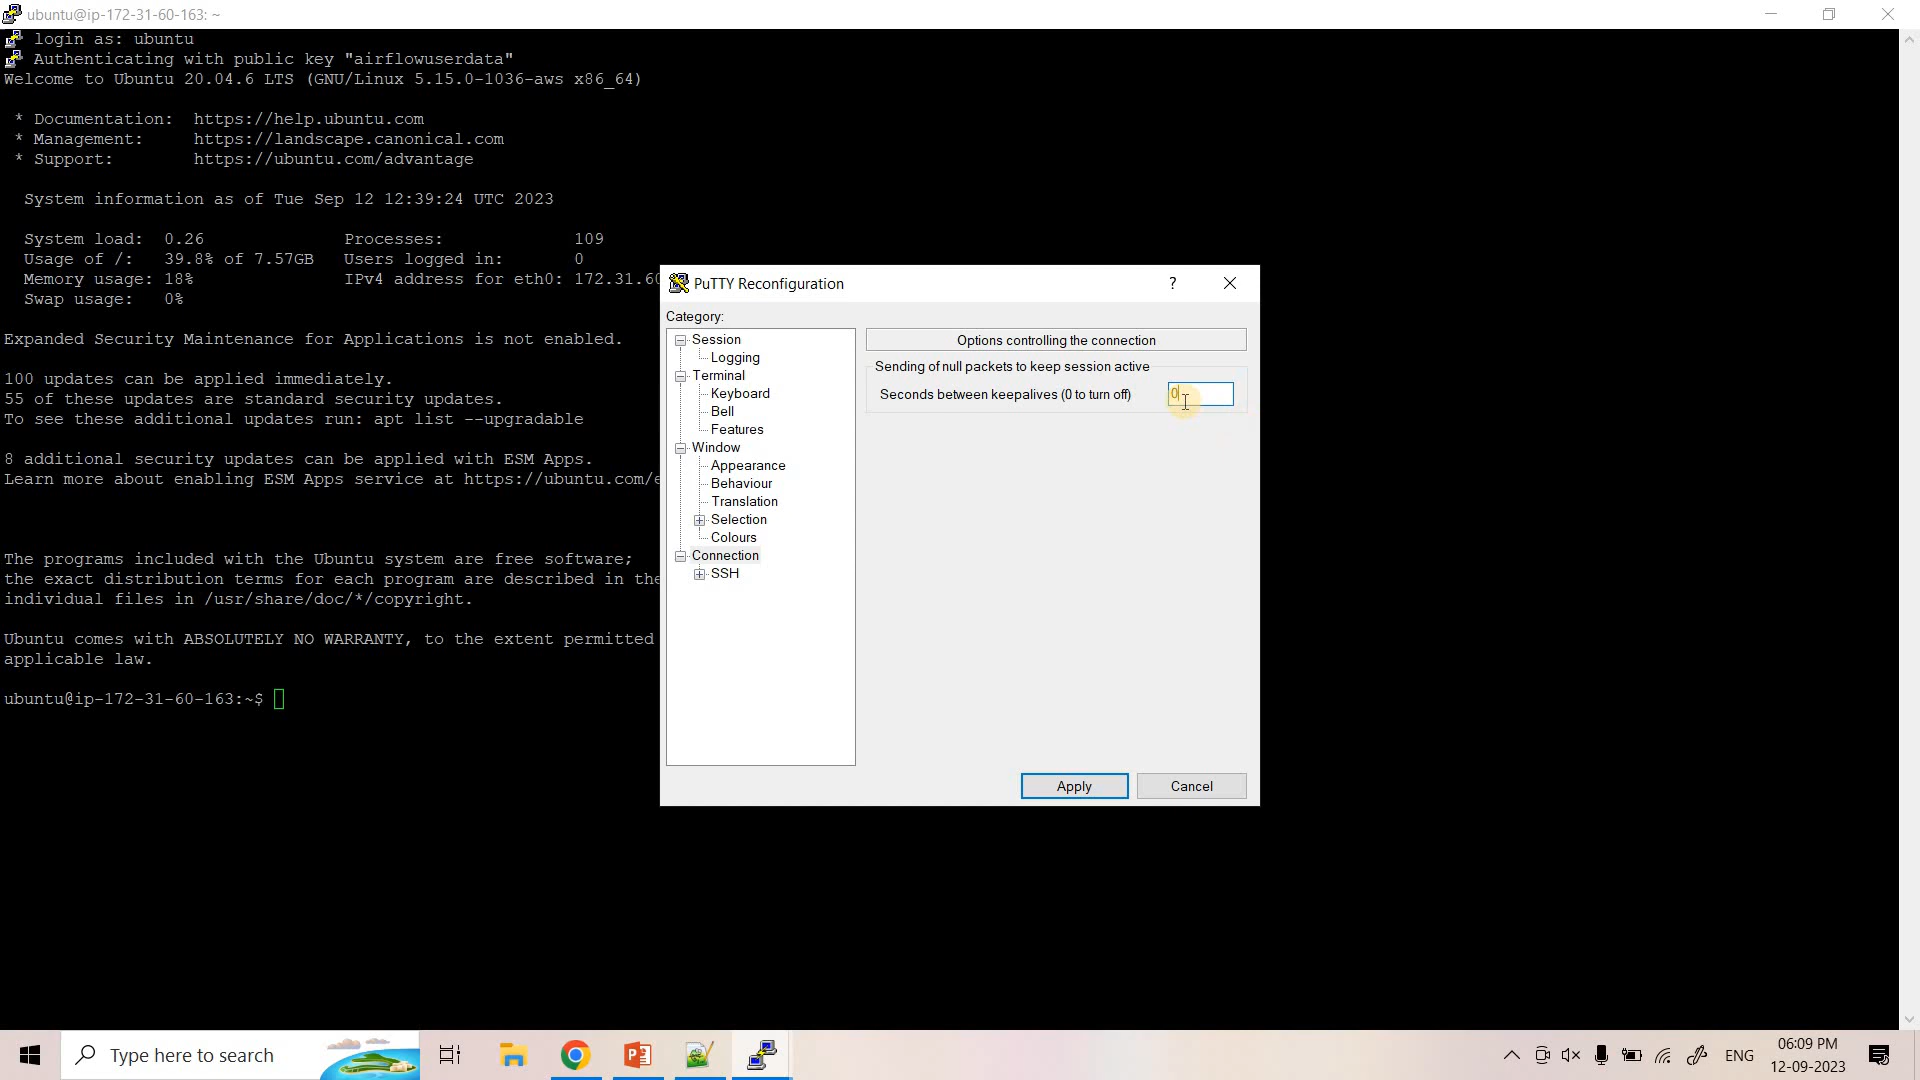 ubuntu@ip-172-31-60-163: ~
login as: ubuntu
Authenticating with public key "airflowuserdata"
Welcome to Ubuntu 20.04.6 LTS (GNU/Linux 5.15.0-1036-aws x86_64)
* Documentation: https://help.ubuntu.com
* Management: https://landscape.canonical.com
* Support: https://ubuntu.com/advantage
System information as of Tue Sep 12 12:39:24 UTC 2023
System load: 0.26 Processes: 109
Usage of /: 39.8% of 7.57GB Users logged in: 0
Memory usage: 18% IPv4 address for eth0: 172.31.60
Swap usage: 0%
Expanded Security Maintenance for Applications is not enabled.
100 updates can be applied immediately.
55 of these updates are standard security updates.
To see these additional updates run: apt list --upgradable
8 additional security updates can be applied with ESM Apps.
Learn more about enabling ESM Apps service at https://ubuntu.com/e
The programs included with the Ubuntu system are free software;
the exact distribution terms for each program are described in the
individual files in /usr/share/doc/*/copyright.
Ubuntu comes with ABSOLUTELY NO WARRANTY, to the extent permitted
applicable law.
ubuntu@ip-172-31-60-163:~$
PuTTY Reconfiguration
?
Category:
Session
Logging
Terminal
Keyboard
Bell
Features
Window
Appearance
Behaviour
Translation
Selection
Colours
Connection
SSH
Options controlling the connection
Sending of null packets to keep session active
Seconds between keepalives (0 to turn off) 0
Apply Cancel
Type here to search
ENG
06:09 PM
12-09-2023